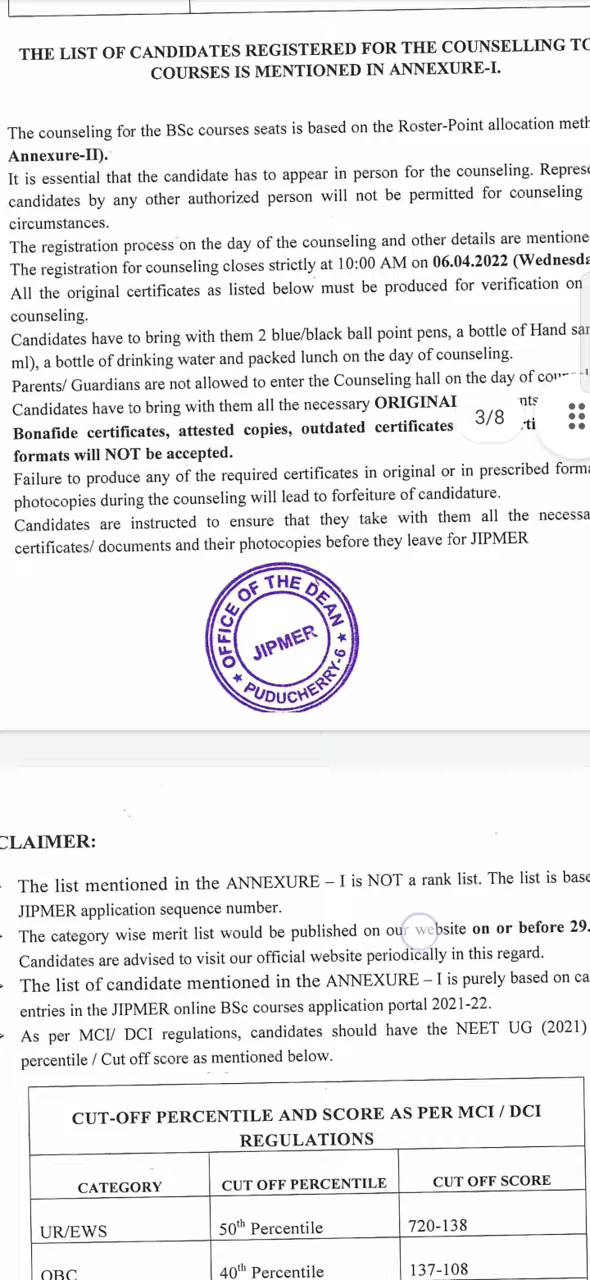 THE LIST OF CANDIDATES REGISTERED FOR THE COUNSELLING TO
COURSES IS MENTIONED IN ANNEXURE-I.
The counseling for the BSc courses seats is based on the Roster-Point allocation meth
Annexure-II).
It is essential that the candidate has to appear in person for the counseling. Represe
candidates by any other authorized person will not be permitted for counseling
circumstances.
The registration process on the day of the counseling and other details are mentione
The registration for counseling closes strictly at 10:00 AM on 06.04.2022 (Wednesda
All the original certificates as listed below must be produced for verification on
counseling.
Candidates have to bring with them 2 blue/black ball point pens, a bottle of Hand san
ml), a bottle of drinking water and packed lunch on the day of counseling.
Parents/ Guardians are not allowed to enter the Counseling hall on the day of
Candidates have to bring with them all the necessary ORIGINAL
Bonafide certificates, attested copies, outdated certificates
3/8
formats will NOT be accepted.
Failure to produce any of the required certificates in original or in prescribed forma
photocopies during the counseling will lead to forfeiture of candidature.
Candidates are instructed to ensure that they take with them all the necessa
certificates/ documents and their photocopies before they leave for JIPMER
OFFICE OF THE DEAN
JIPMER
PUDUCHERRY-6
CLAIMER:
The list mentioned in the ANNEXURE – I is NOT a rank list. The list is base
JIPMER application sequence number.
The category wise merit list would be published on our website on or before 29.
Candidates are advised to visit our official website periodically in this regard.
The list of candidate mentioned in the ANNEXURE – I is purely based on ca
entries in the JIPMER online BSc courses application portal 2021-22.
As per MCI/ DCI regulations, candidates should have the NEET UG (2021)
percentile / Cut off score as mentioned below.
CUT-OFF PERCENTILE AND SCORE AS PER MCI / DCI
REGULATIONS
CATEGORY CUT OFF PERCENTILE CUT OFF SCORE
UR/EWS 50th Percentile 720-138
OBC 40th Percentile 137-108